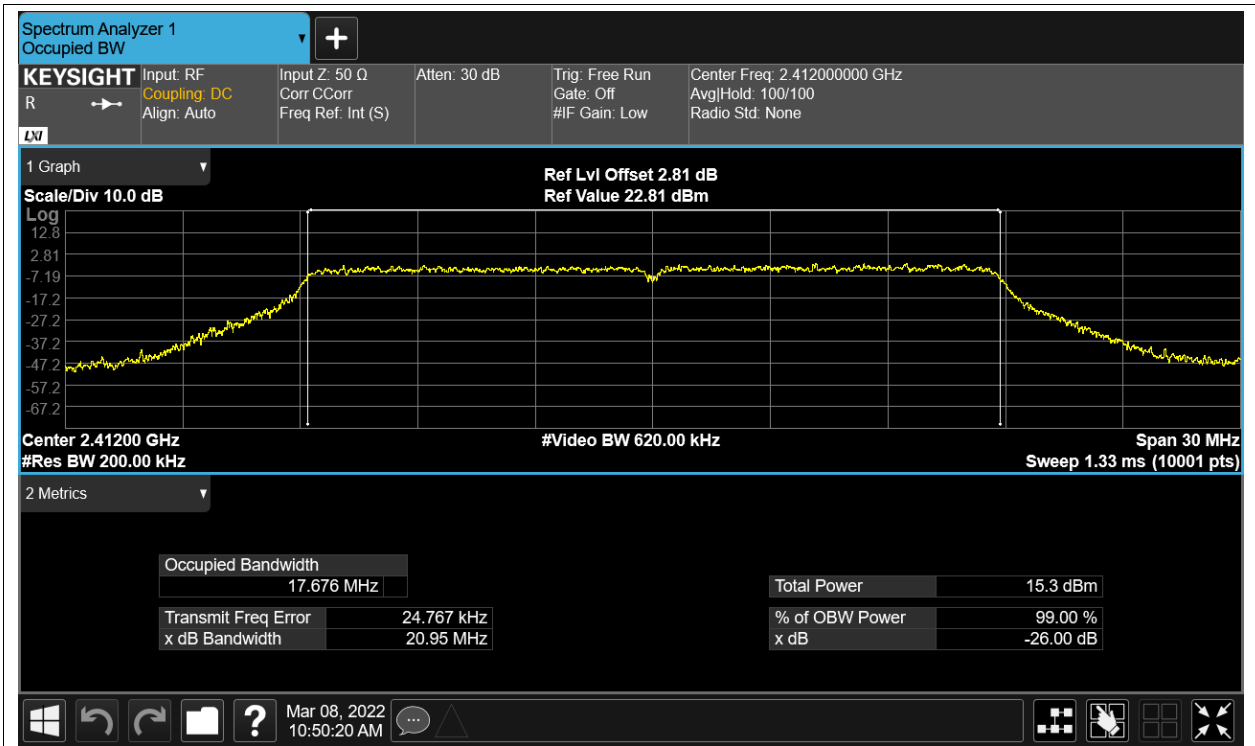 Spectrum Analyzer 1
Occupied BW
KEYSIGHT
R
LXI
Input: RF
Coupling: DC
Align: Auto
Input Z: 50 Ω
Corr CCorr
Freq Ref: Int (S)
Atten: 30 dB
Trig: Free Run
Gate: Off
#IF Gain: Low
Center Freq: 2.412000000 GHz
Avg|Hold: 100/100
Radio Std: None
1 Graph
Scale/Div 10.0 dB
Ref Lvl Offset 2.81 dB
Ref Value 22.81 dBm
Log
12.8
2.81
-7.19
-17.2
-27.2
-37.2
-47.2
-57.2
-67.2
Center 2.41200 GHz
#Video BW 620.00 kHz
Span 30 MHz
#Res BW 200.00 kHz
Sweep 1.33 ms (10001 pts)
2 Metrics
Occupied Bandwidth
17.676 MHz
Total Power 15.3 dBm
Transmit Freq Error 24.767 kHz
% of OBW Power 99.00 %
x dB Bandwidth 20.95 MHz
x dB -26.00 dB
?
Mar 08, 2022
10:50:20 AM